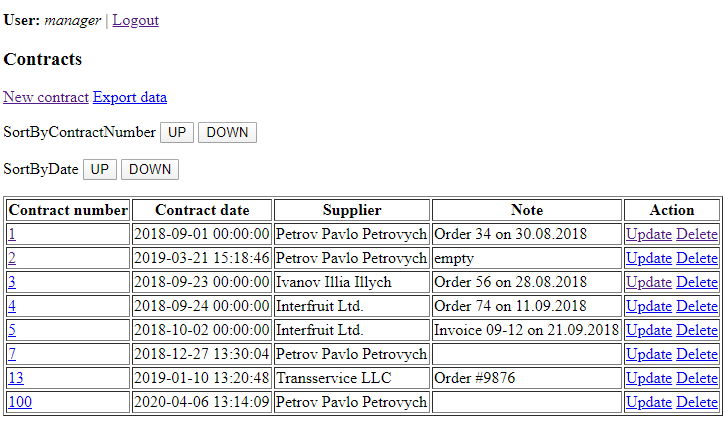 User: manager | Logout
Contracts
New contract Export data
SortByContractNumber UP DOWN
SortByDate UP DOWN
Contract number Contract date Supplier Note Action
1 2018-09-01 00:00:00 Petrov Pavlo Petrovych Order 34 on 30.08.2018 Update Delete
2 2019-03-21 15:18:46 Petrov Pavlo Petrovych empty Update Delete
3 2018-09-23 00:00:00 Ivanov Illia Illych Order 56 on 28.08.2018 Update Delete
4 2018-09-24 00:00:00 Interfruit Ltd. Order 74 on 11.09.2018 Update Delete
5 2018-10-02 00:00:00 Interfruit Ltd. Invoice 09-12 on 21.09.2018 Update Delete
7 2018-12-27 13:30:04 Petrov Pavlo Petrovych Update Delete
13 2019-01-10 13:20:48 Transservice LLC Order #9876 Update Delete
100 2020-04-06 13:14:09 Petrov Pavlo Petrovych Update Delete